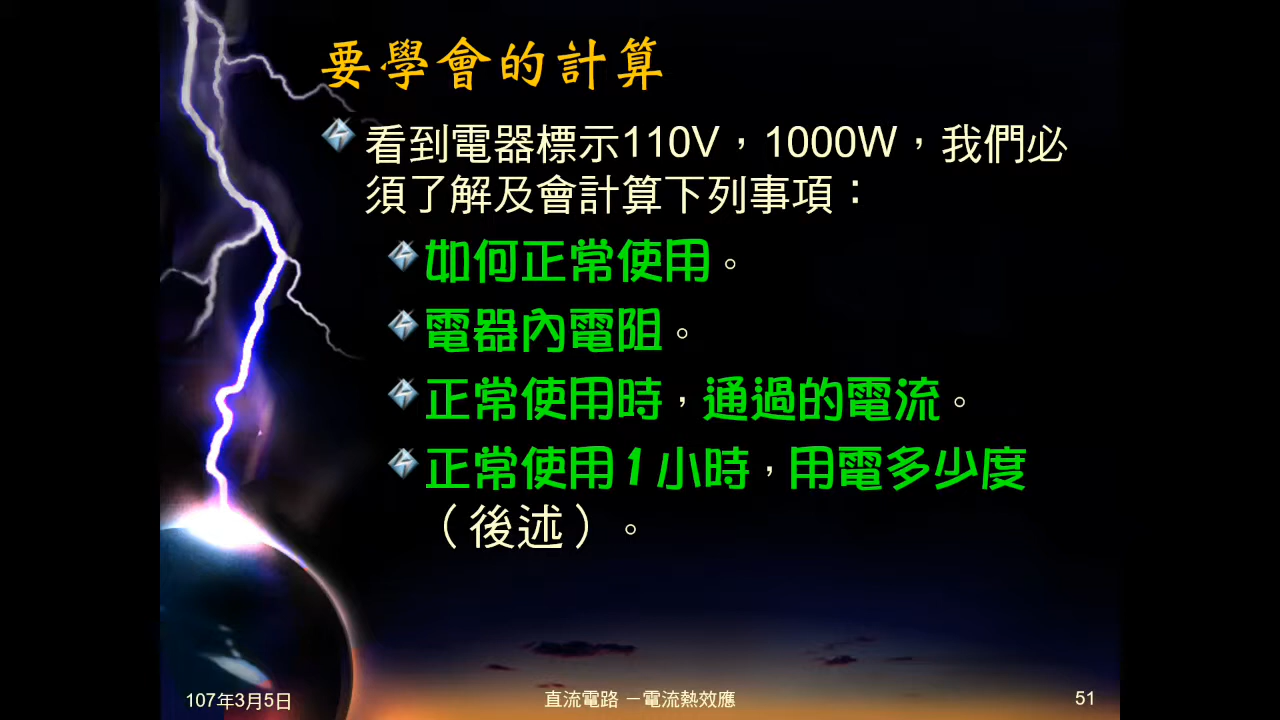 要學會的計算
看到電器標示110V，1000W，我們必
須了解及會計算下列事項：
如何正常使用。
電器內電阻。
正常使用時，通過的電流。
正常使用1小時，用電多少度
（後述）。
107年3月5日
直流電路 －電流熱效應
51